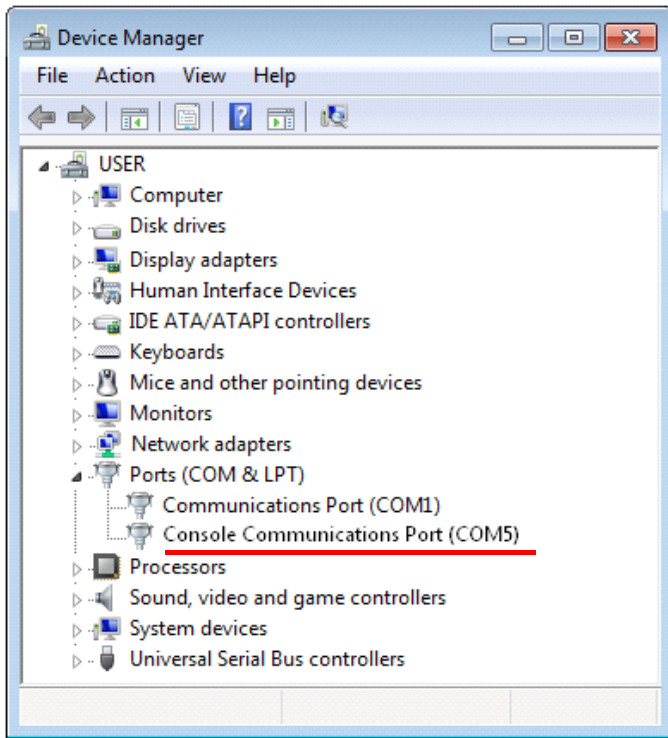 Device Manager
File Action View Help
?
USER
Computer
Disk drives
Display adapters
Human Interface Devices
IDE ATA/ATAPI controllers
Keyboards
Mice and other pointing devices
Monitors
Network adapters
Ports (COM & LPT)
Communications Port (COM1)
Console Communications Port (COM5)
Processors
Sound, video and game controllers
System devices
Universal Serial Bus controllers